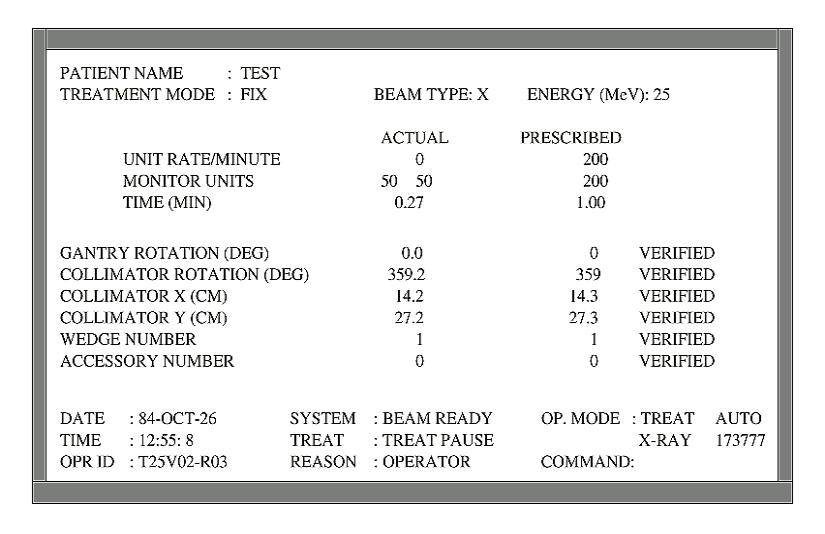 PATIENT NAME : TEST
TREATMENT MODE : FIX BEAM TYPE: X ENERGY (MeV): 25
ACTUAL PRESCRIBED
UNIT RATE/MINUTE 0 200
MONITOR UNITS 50 50 200
TIME (MIN) 0.27 1.00
GANTRY ROTATION (DEG) 0.0 0 VERIFIED
COLLIMATOR ROTATION (DEG) 359.2 359 VERIFIED
COLLIMATOR X (CM) 14.2 14.3 VERIFIED
COLLIMATOR Y (CM) 27.2 27.3 VERIFIED
WEDGE NUMBER 1 1 VERIFIED
ACCESSORY NUMBER 0 0 VERIFIED
DATE : 84-OCT-26 SYSTEM : BEAM READY OP. MODE : TREAT AUTO
TIME : 12:55: 8 TREAT : TREAT PAUSE X-RAY 173777
OPR ID : T25V02-R03 REASON : OPERATOR COMMAND: